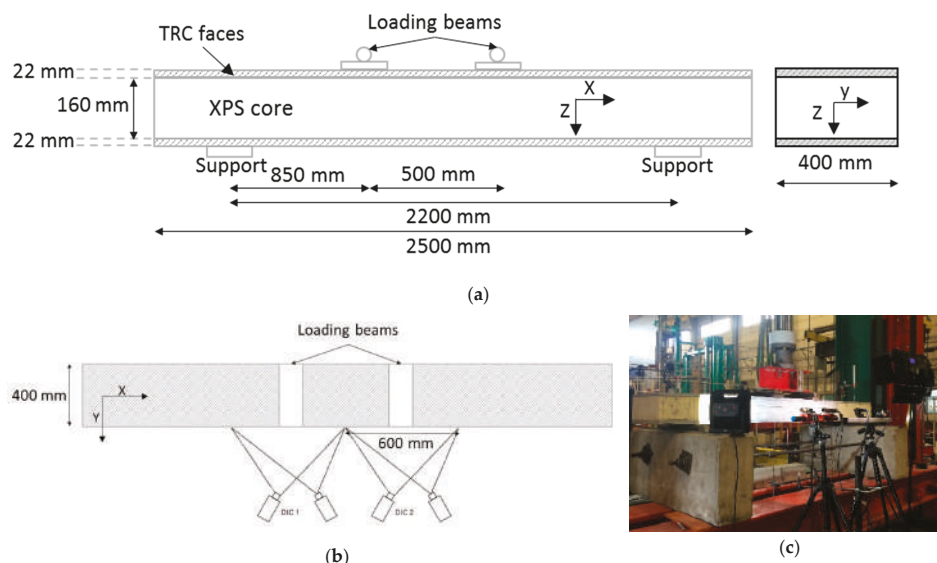 (a)
Loading beams
TRC faces
22 mm
160 mm
XPS core
X
Z
y
Z
22 mm
Support
Support
400 mm
850 mm
500 mm
2200 mm
2500 mm
(a)
Loading beams
400 mm
X
Y
600 mm
DIC 1
DIC 2
(b)
(c)